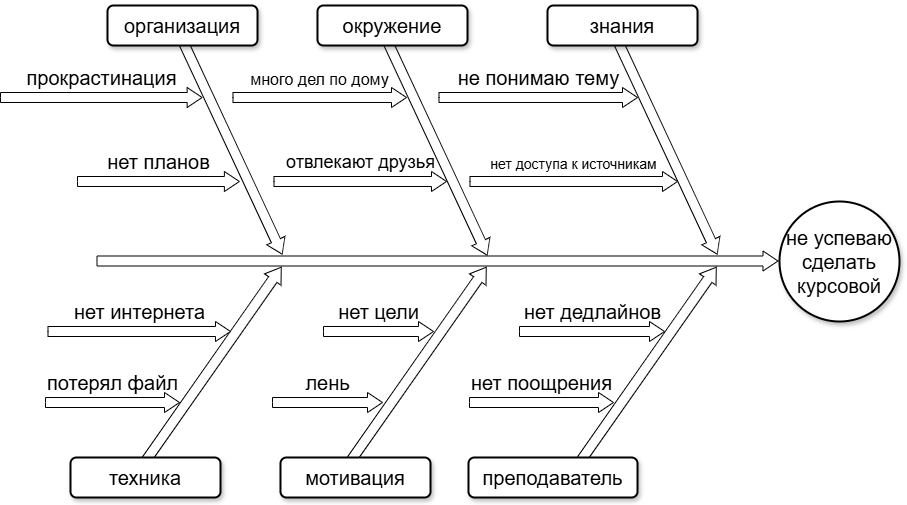 организация
окружение
знания
прокрастинация
много дел по дому
не понимаю тему
нет планов
отвлекают друзья
нет доступа к источникам
не успеваю
сделать
курсовой
нет интернета
нет цели
нет дедлайнов
потерял файл
лень
нет поощрения
техника
мотивация
преподаватель